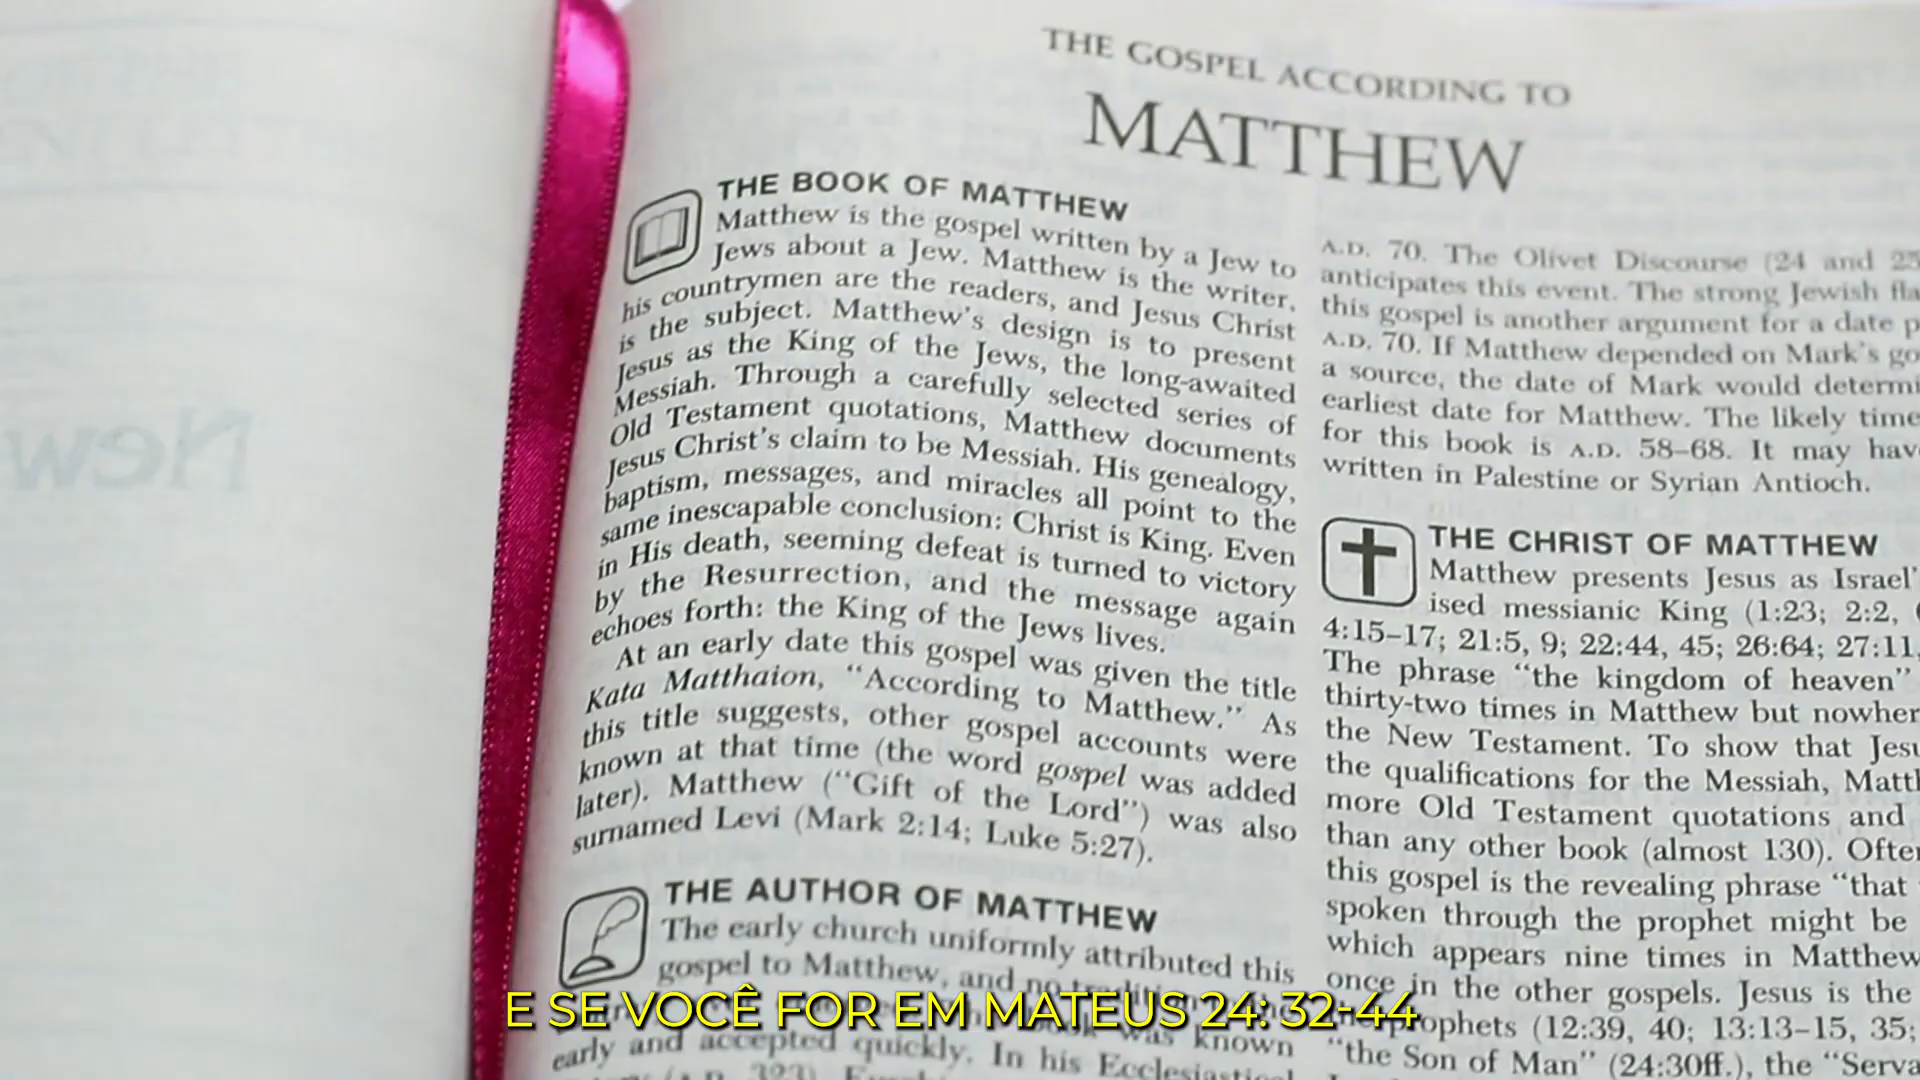 THE GOSPEL ACCORDING TO
MATTHEW
THE BOOK OF MATTHEW
Matthew is the gospel written by a Jew to
Jews about a Jew. Matthew is the writer,
his countrymen are the readers, and Jesus Christ
is the subject. Matthew's design is to present
Jesus as the King of the Jews, the long-awaited
Messiah. Through a carefully selected series of
Old Testament quotations, Matthew documents
Jesus Christ's claim to be Messiah. His genealogy,
baptism, messages, and miracles all point to the
same inescapable conclusion: Christ is King. Even
in His death, seeming defeat is turned to victory
by the Resurrection, and the message again
echoes forth: the King of the Jews lives.
At an early date this gospel was given the title
Kata Matthaion, “According to Matthew.” As
this title suggests, other gospel accounts were
known at that time (the word gospel was added
later). Matthew (“Gift of the Lord”) was also
surnamed Levi (Mark 2:14; Luke 5:27).
THE AUTHOR OF MATTHEW
The early church uniformly attributed this
gospel to Matthew, and no
was known
early and accepted quickly. In his Ecclesiastical
A.D. 70. The Olivet Discourse (24 and 25
anticipates this event. The strong Jewish fla
this gospel is another argument for a date p
A.D. 70. If Matthew depended on Mark's go
a source, the date of Mark would determi
earliest date for Matthew. The likely time
for this book is A.D. 58–68. It may hav
written in Palestine or Syrian Antioch.
THE CHRIST OF MATTHEW
Matthew presents Jesus as Israel'
ised messianic King (1:23; 2:2,
4:15–17; 21:5, 9; 22:44, 45; 26:64; 27:11,
The phrase “the kingdom of heaven”
thirty-two times in Matthew but nowher
the New Testament. To show that Jesu
the qualifications for the Messiah, Matth
more Old Testament quotations and
than any other book (almost 130). Often
this gospel is the revealing phrase “that
spoken through the prophet might be
which appears nine times in Matthew
once in the other gospels. Jesus is the
prophets (12:39, 40; 13:13–15, 35;
“the Son of Man” (24:30ff.), the “Serva
E SE VOCÊ FOR EM MATEUS 24: 32-44